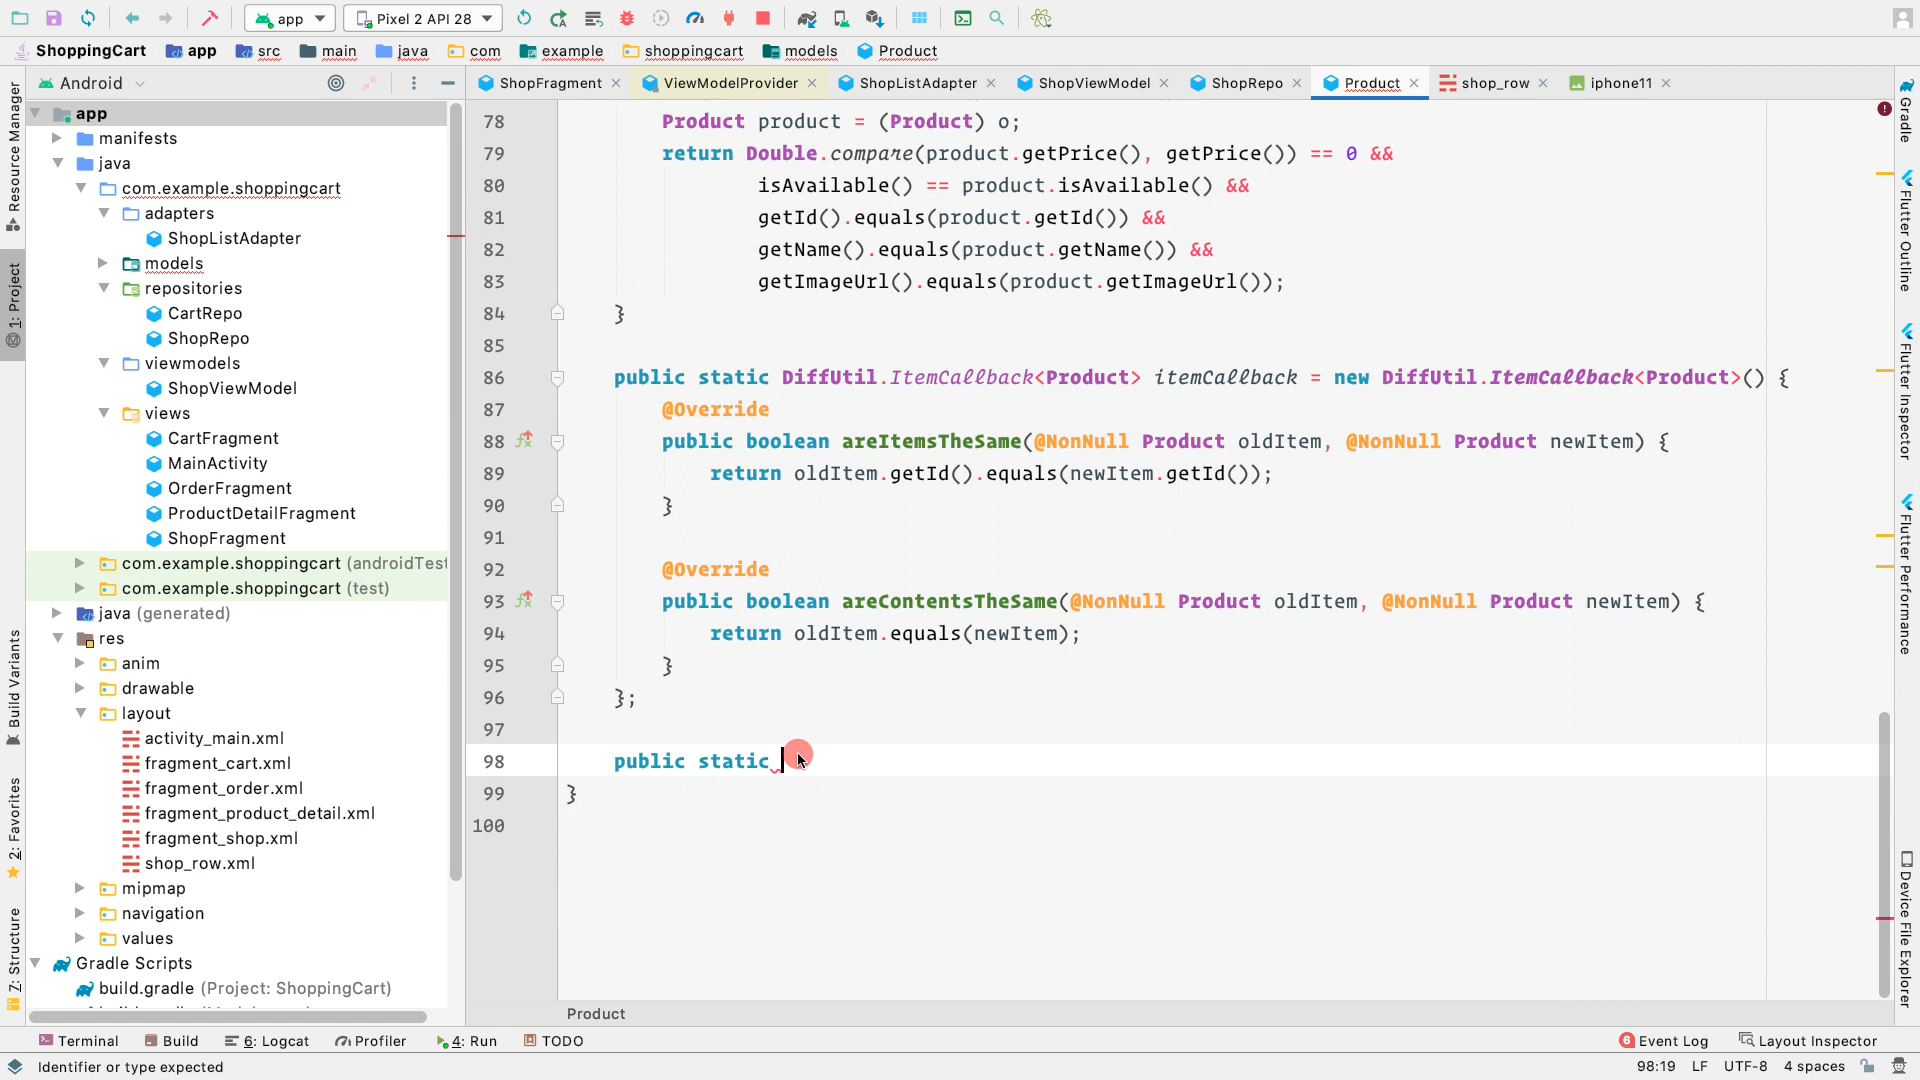 app
Pixel 2 API 28
ShoppingCart app src main java com example shoppingcart models Product
Android
ShopFragment ViewModelProvider ShopListAdapter ShopViewModel ShopRepo Product shop_row iphone11
Resource Manager
1: Project
Build Variants
2: Favorites
7: Structure
app
manifests
java
com.example.shoppingcart
adapters
ShopListAdapter
models
repositories
CartRepo
ShopRepo
viewmodels
ShopViewModel
views
CartFragment
MainActivity
OrderFragment
ProductDetailFragment
ShopFragment
com.example.shoppingcart (androidTest
com.example.shoppingcart (test)
java (generated)
res
anim
drawable
layout
activity_main.xml
fragment_cart.xml
fragment_order.xml
fragment_product_detail.xml
fragment_shop.xml
shop_row.xml
mipmap
navigation
values
Gradle Scripts
build.gradle (Project: ShoppingCart)
78 Product product = (Product) o;
79 return Double.compare(product.getPrice(), getPrice()) == 0 &&
80 isAvailable() == product.isAvailable() &&
81 getId().equals(product.getId()) &&
82 getName().equals(product.getName()) &&
83 getImageUrl().equals(product.getImageUrl());
84 }
85
86 public static DiffUtil.ItemCallback<Product> itemCallback = new DiffUtil.ItemCallback<Product>() {
87 @Override
88 public boolean areItemsTheSame(@NonNull Product oldItem, @NonNull Product newItem) {
89 return oldItem.getId().equals(newItem.getId());
90 }
91
92 @Override
93 public boolean areContentsTheSame(@NonNull Product oldItem, @NonNull Product newItem) {
94 return oldItem.equals(newItem);
95 }
96 };
97
98 public static
99 }
100
Product
Gradle
Flutter Outline
Flutter Inspector
Flutter Performance
Device File Explorer
Terminal Build 6: Logcat Profiler 4: Run TODO 6 Event Log Layout Inspector
Identifier or type expected 98:19 LF UTF-8 4 spaces